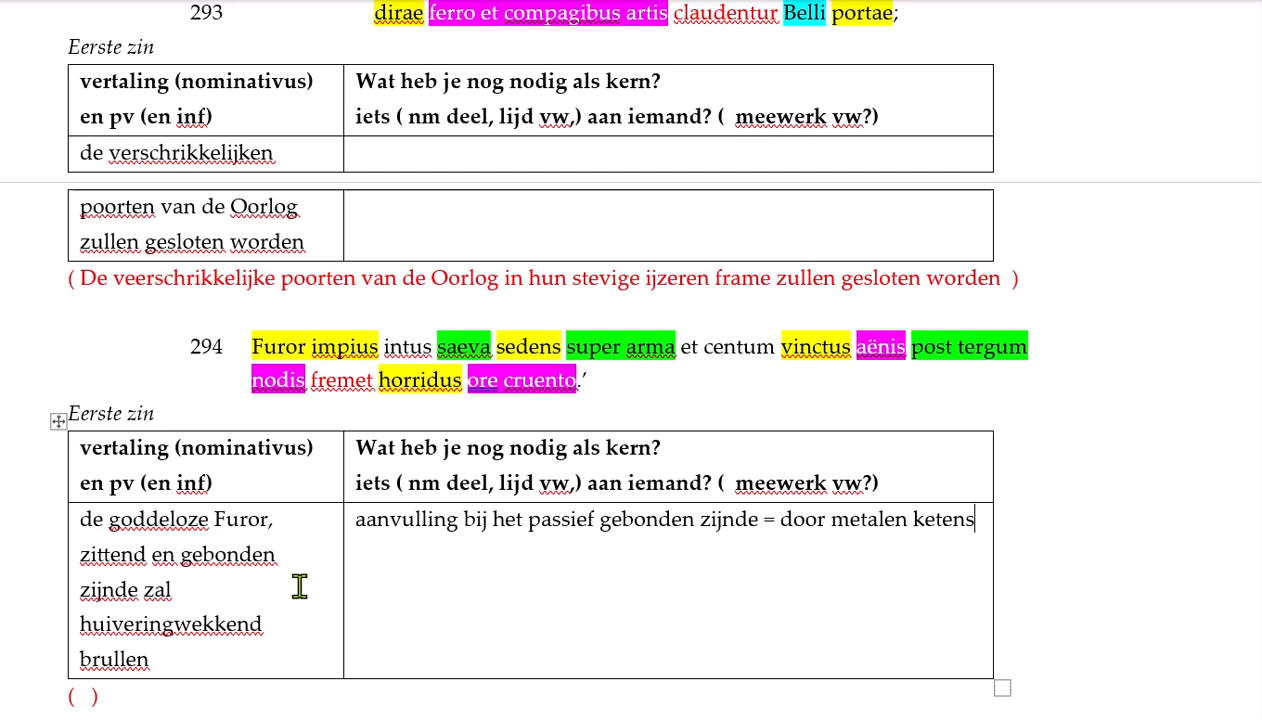 293 dirae ferro et compagibus artis claudentur Belli portae;
Eerste zin
vertaling (nominativus) Wat heb je nog nodig als kern?
en pv (en inf) iets ( nm deel, lijd vw,) aan iemand? ( meewerk vw?)
de verschrikkelijken
poorten van de Oorlog
zullen gesloten worden
( De veerschrikkelijke poorten van de Oorlog in hun stevige ijzeren frame zullen gesloten worden )
294 Furor impius intus saeva sedens super arma et centum vinctus aënis post tergum
nodis fremet horridus ore cruento.’
Eerste zin
vertaling (nominativus) Wat heb je nog nodig als kern?
en pv (en inf) iets ( nm deel, lijd vw,) aan iemand? ( meewerk vw?)
de goddeloze Furor, aanvulling bij het passief gebonden zijnde = door metalen ketens
zittend en gebonden
zijnde zal
huiveringwekkend
brullen
( )